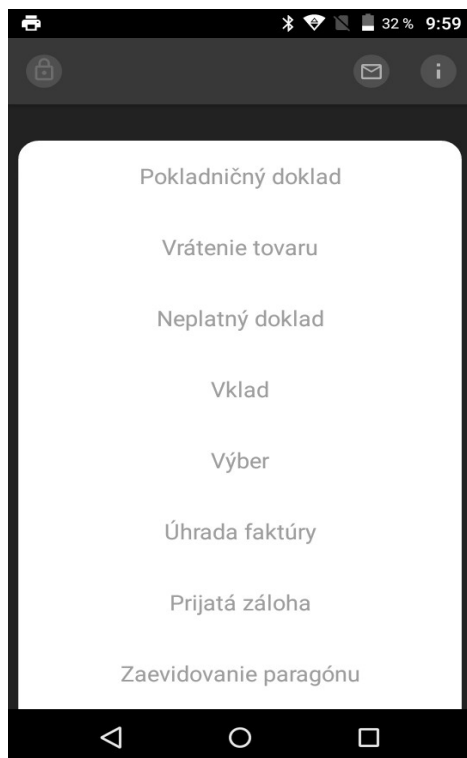 32 % 9:59
Pokladničný doklad
Vrátenie tovaru
Neplatný doklad
Vklad
Výber
Úhrada faktúry
Prijatá záloha
Zaevidovanie paragónu